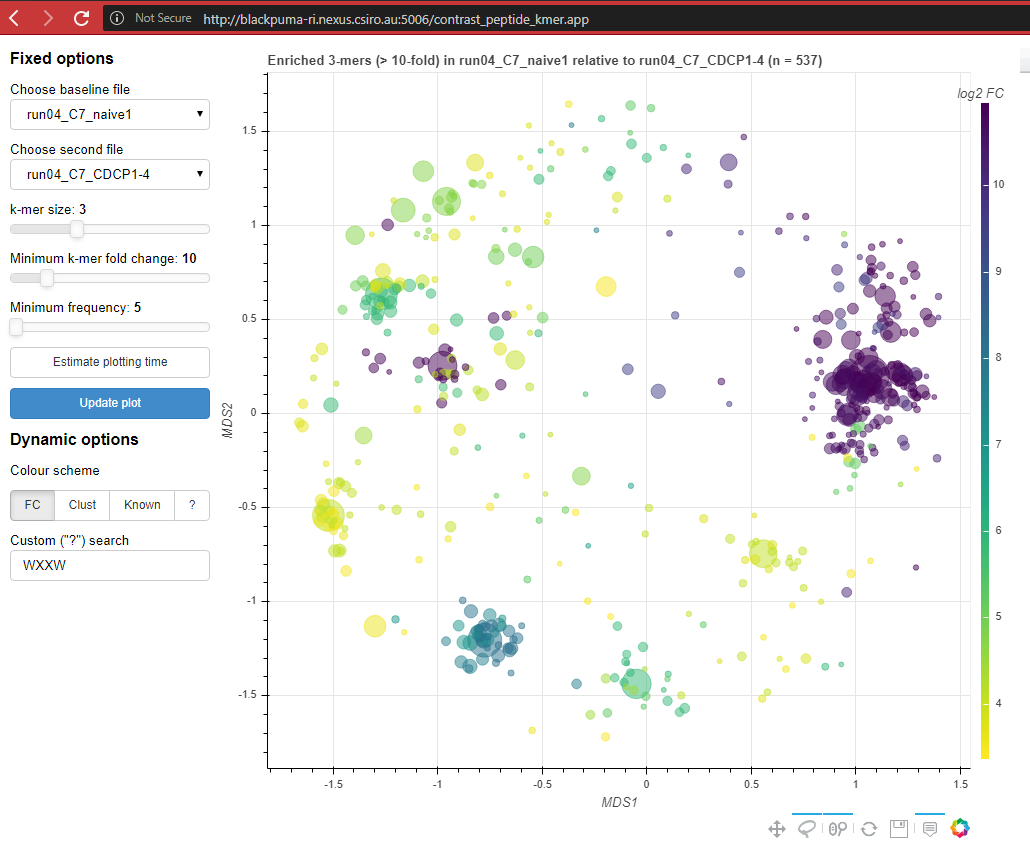 Not Secure http://blackpuma-ri.nexus.csiro.au:5006/contrast_peptide_kmer.app
Fixed options
Choose baseline file
run04_C7_naive1
Choose second file
run04_C7_CDCP1-4
k-mer size: 3
Minimum k-mer fold change: 10
Minimum frequency: 5
Estimate plotting time
Update plot
Dynamic options
Colour scheme
FC Clust Known ?
Custom ("?") search
WXXW
Enriched 3-mers (> 10-fold) in run04_C7_naive1 relative to run04_C7_CDCP1-4 (n = 537)
log2 FC
10
9
8
7
6
5
4
1.5
1
0.5
0
-0.5
-1
-1.5
MDS2
-1.5 -1 -0.5 0 0.5 1 1.5
MDS1